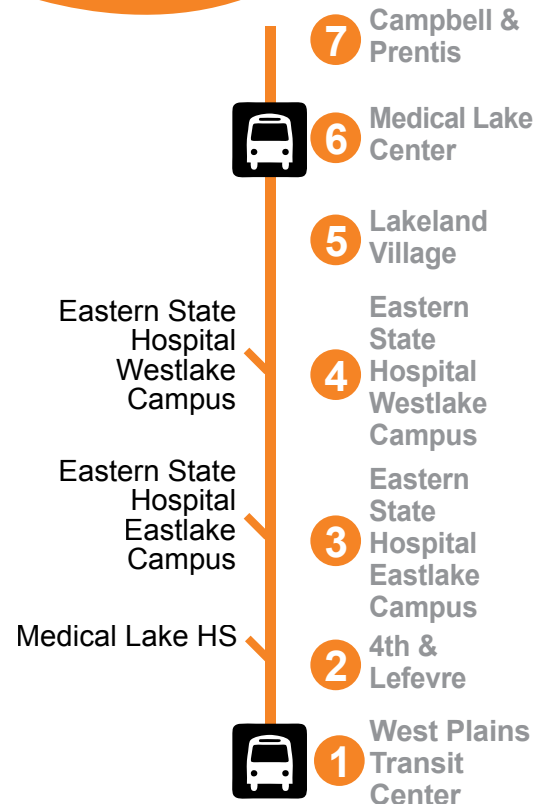 7
Campbell &
Prentis
6
Medical Lake
Center
5
Lakeland
Village
Eastern State
Hospital
Westlake
Campus
4
Eastern
State
Hospital
Westlake
Campus
Eastern State
Hospital
Eastlake
Campus
3
Eastern
State
Hospital
Eastlake
Campus
Medical Lake HS
2
4th &
Lefevre
1
West Plains
Transit
Center